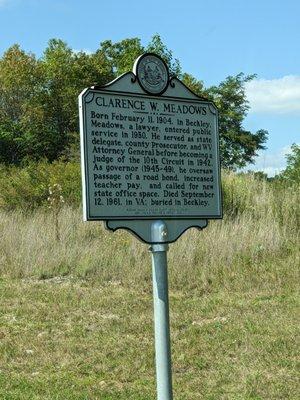 CLARENCE W. MEADOWS
Born February 11, 1904, in Beckley,
Meadows, a lawyer, entered public
service in 1930. He served as state
delegate, county prosecutor, and WV
Attorney General before becoming a
judge of the 10th Circuit in 1942.
As governor (1945-49), he oversaw
passage of a road bond, increased
teacher pay, and called for new
state office space. Died September
12, 1961, in VA; buried in Beckley.